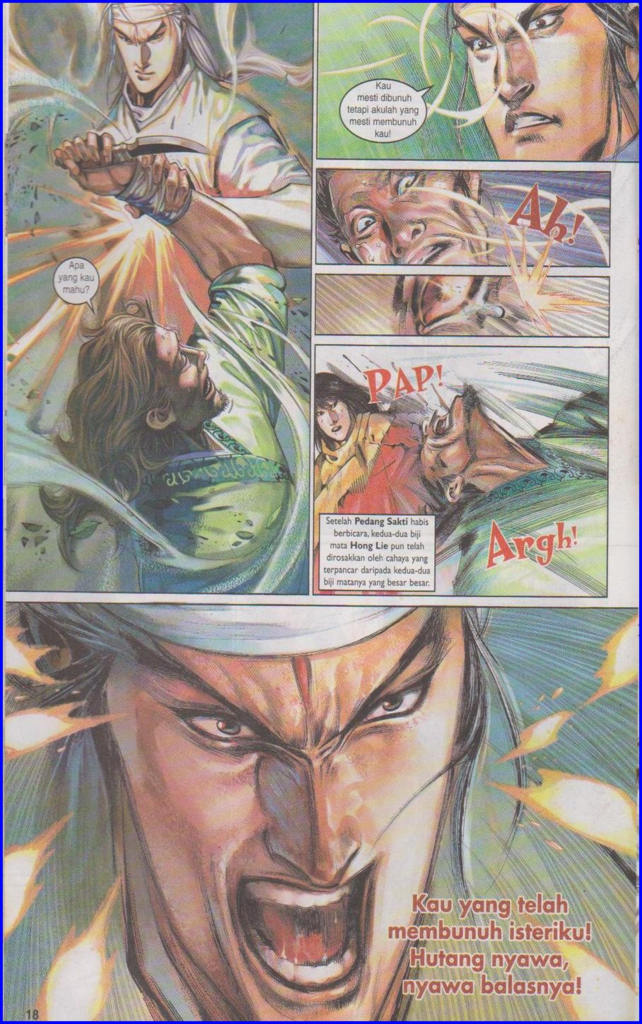 Apa
yang kau
mahu?
Kau
mesti dibunuh
tetapi akulah yang
mesti membunuh
kau!
Ah!
PAP!
Setelah Pedang Sakti habis
berbicara, kedua-dua biji
mata Hong Lie pun telah
dirosakkan oleh cahaya yang
terpancar daripada kedua-dua
biji matanya yang besar besar.
Argh!
Kau yang telah
membunuh isteriku!
Hutang nyawa,
nyawa balasnya!
18